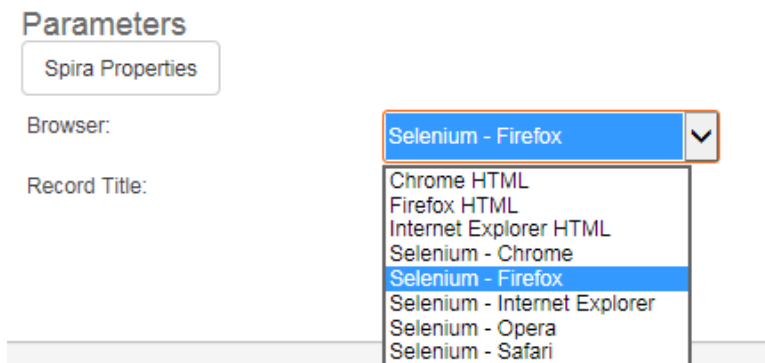 Parameters
Spira Properties
Browser:
Selenium - Firefox
Record Title:
Chrome HTML
Firefox HTML
Internet Explorer HTML
Selenium - Chrome
Selenium - Firefox
Selenium - Internet Explorer
Selenium - Opera
Selenium - Safari